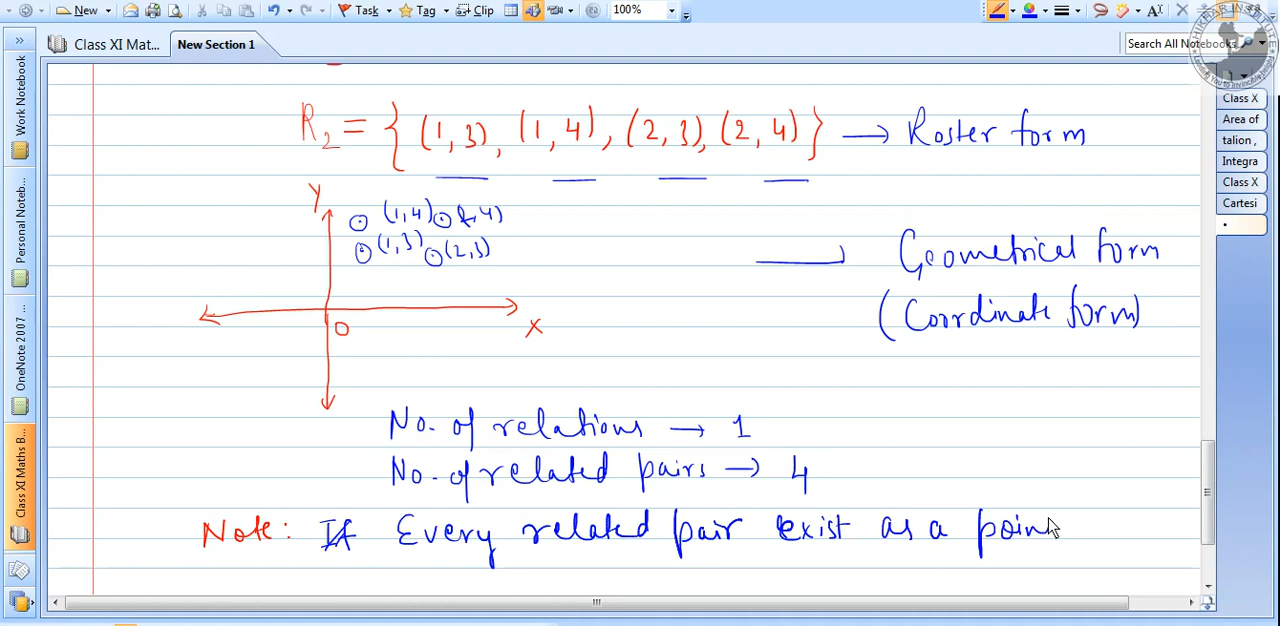 New Task Tag Clip 100%
Class XI Mat... New Section 1 Search All Notebooks
Work Notebook
Personal Noteb...
OneNote 2007 ...
Class XI Maths B...
Class X
Area of
talion ,
Integra
Class X
Cartesi
R2 = { (1,3), (1,4), (2,3), (2,4) } → Roster form
Y
(1,4) (2,4)
(1,3) (2,3)
O X
Geometrical form
(Coordinate form)
No. of relations → 1
No. of related pairs → 4
Note: If Every related pair exist as a poin